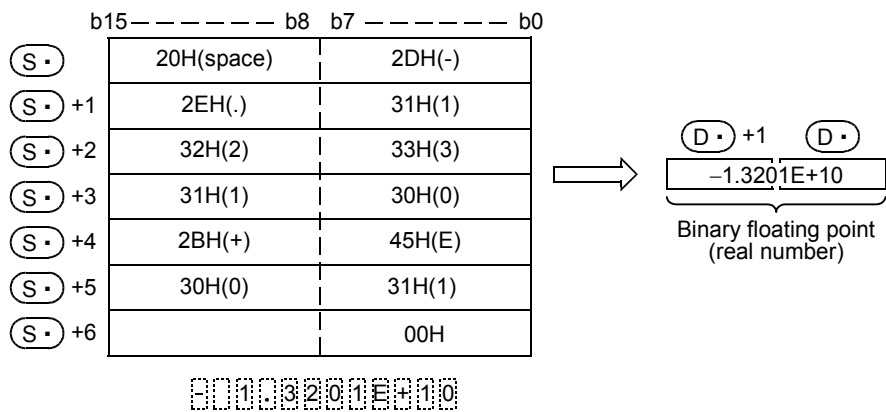 b15 — — — — — — b8 b7 — — — — — — b0
S· 20H(space) 2DH(-)
S· +1 2EH(.) 31H(1)
S· +2 32H(2) 33H(3)
S· +3 31H(1) 30H(0)
S· +4 2BH(+) 45H(E)
S· +5 30H(0) 31H(1)
S· +6 00H
- 1.3201E+10
D· +1 D·
−1.3201E+10
Binary floating point
(real number)